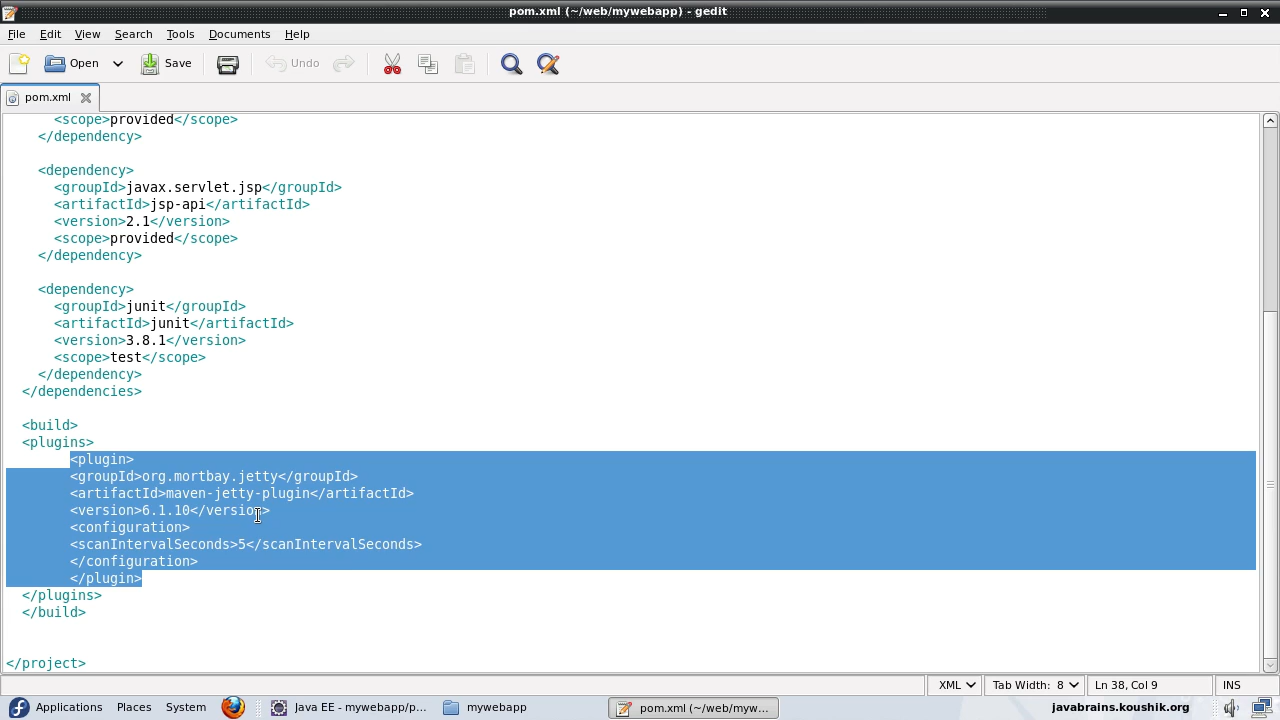 pom.xml (~/web/mywebapp) - gedit
File Edit View Search Tools Documents Help
Open Save Undo
pom.xml
<scope>provided</scope>
</dependency>
<dependency>
<groupId>javax.servlet.jsp</groupId>
<artifactId>jsp-api</artifactId>
<version>2.1</version>
<scope>provided</scope>
</dependency>
<dependency>
<groupId>junit</groupId>
<artifactId>junit</artifactId>
<version>3.8.1</version>
<scope>test</scope>
</dependency>
</dependencies>
<build>
<plugins>
<plugin>
<groupId>org.mortbay.jetty</groupId>
<artifactId>maven-jetty-plugin</artifactId>
<version>6.1.10</version>
<configuration>
<scanIntervalSeconds>5</scanIntervalSeconds>
</configuration>
</plugin>
</plugins>
</build>
</project>
XML Tab Width: 8 Ln 38, Col 9 INS
Applications Places System Java EE - mywebapp/p... mywebapp pom.xml (~/web/myw... javabrains.koushik.org